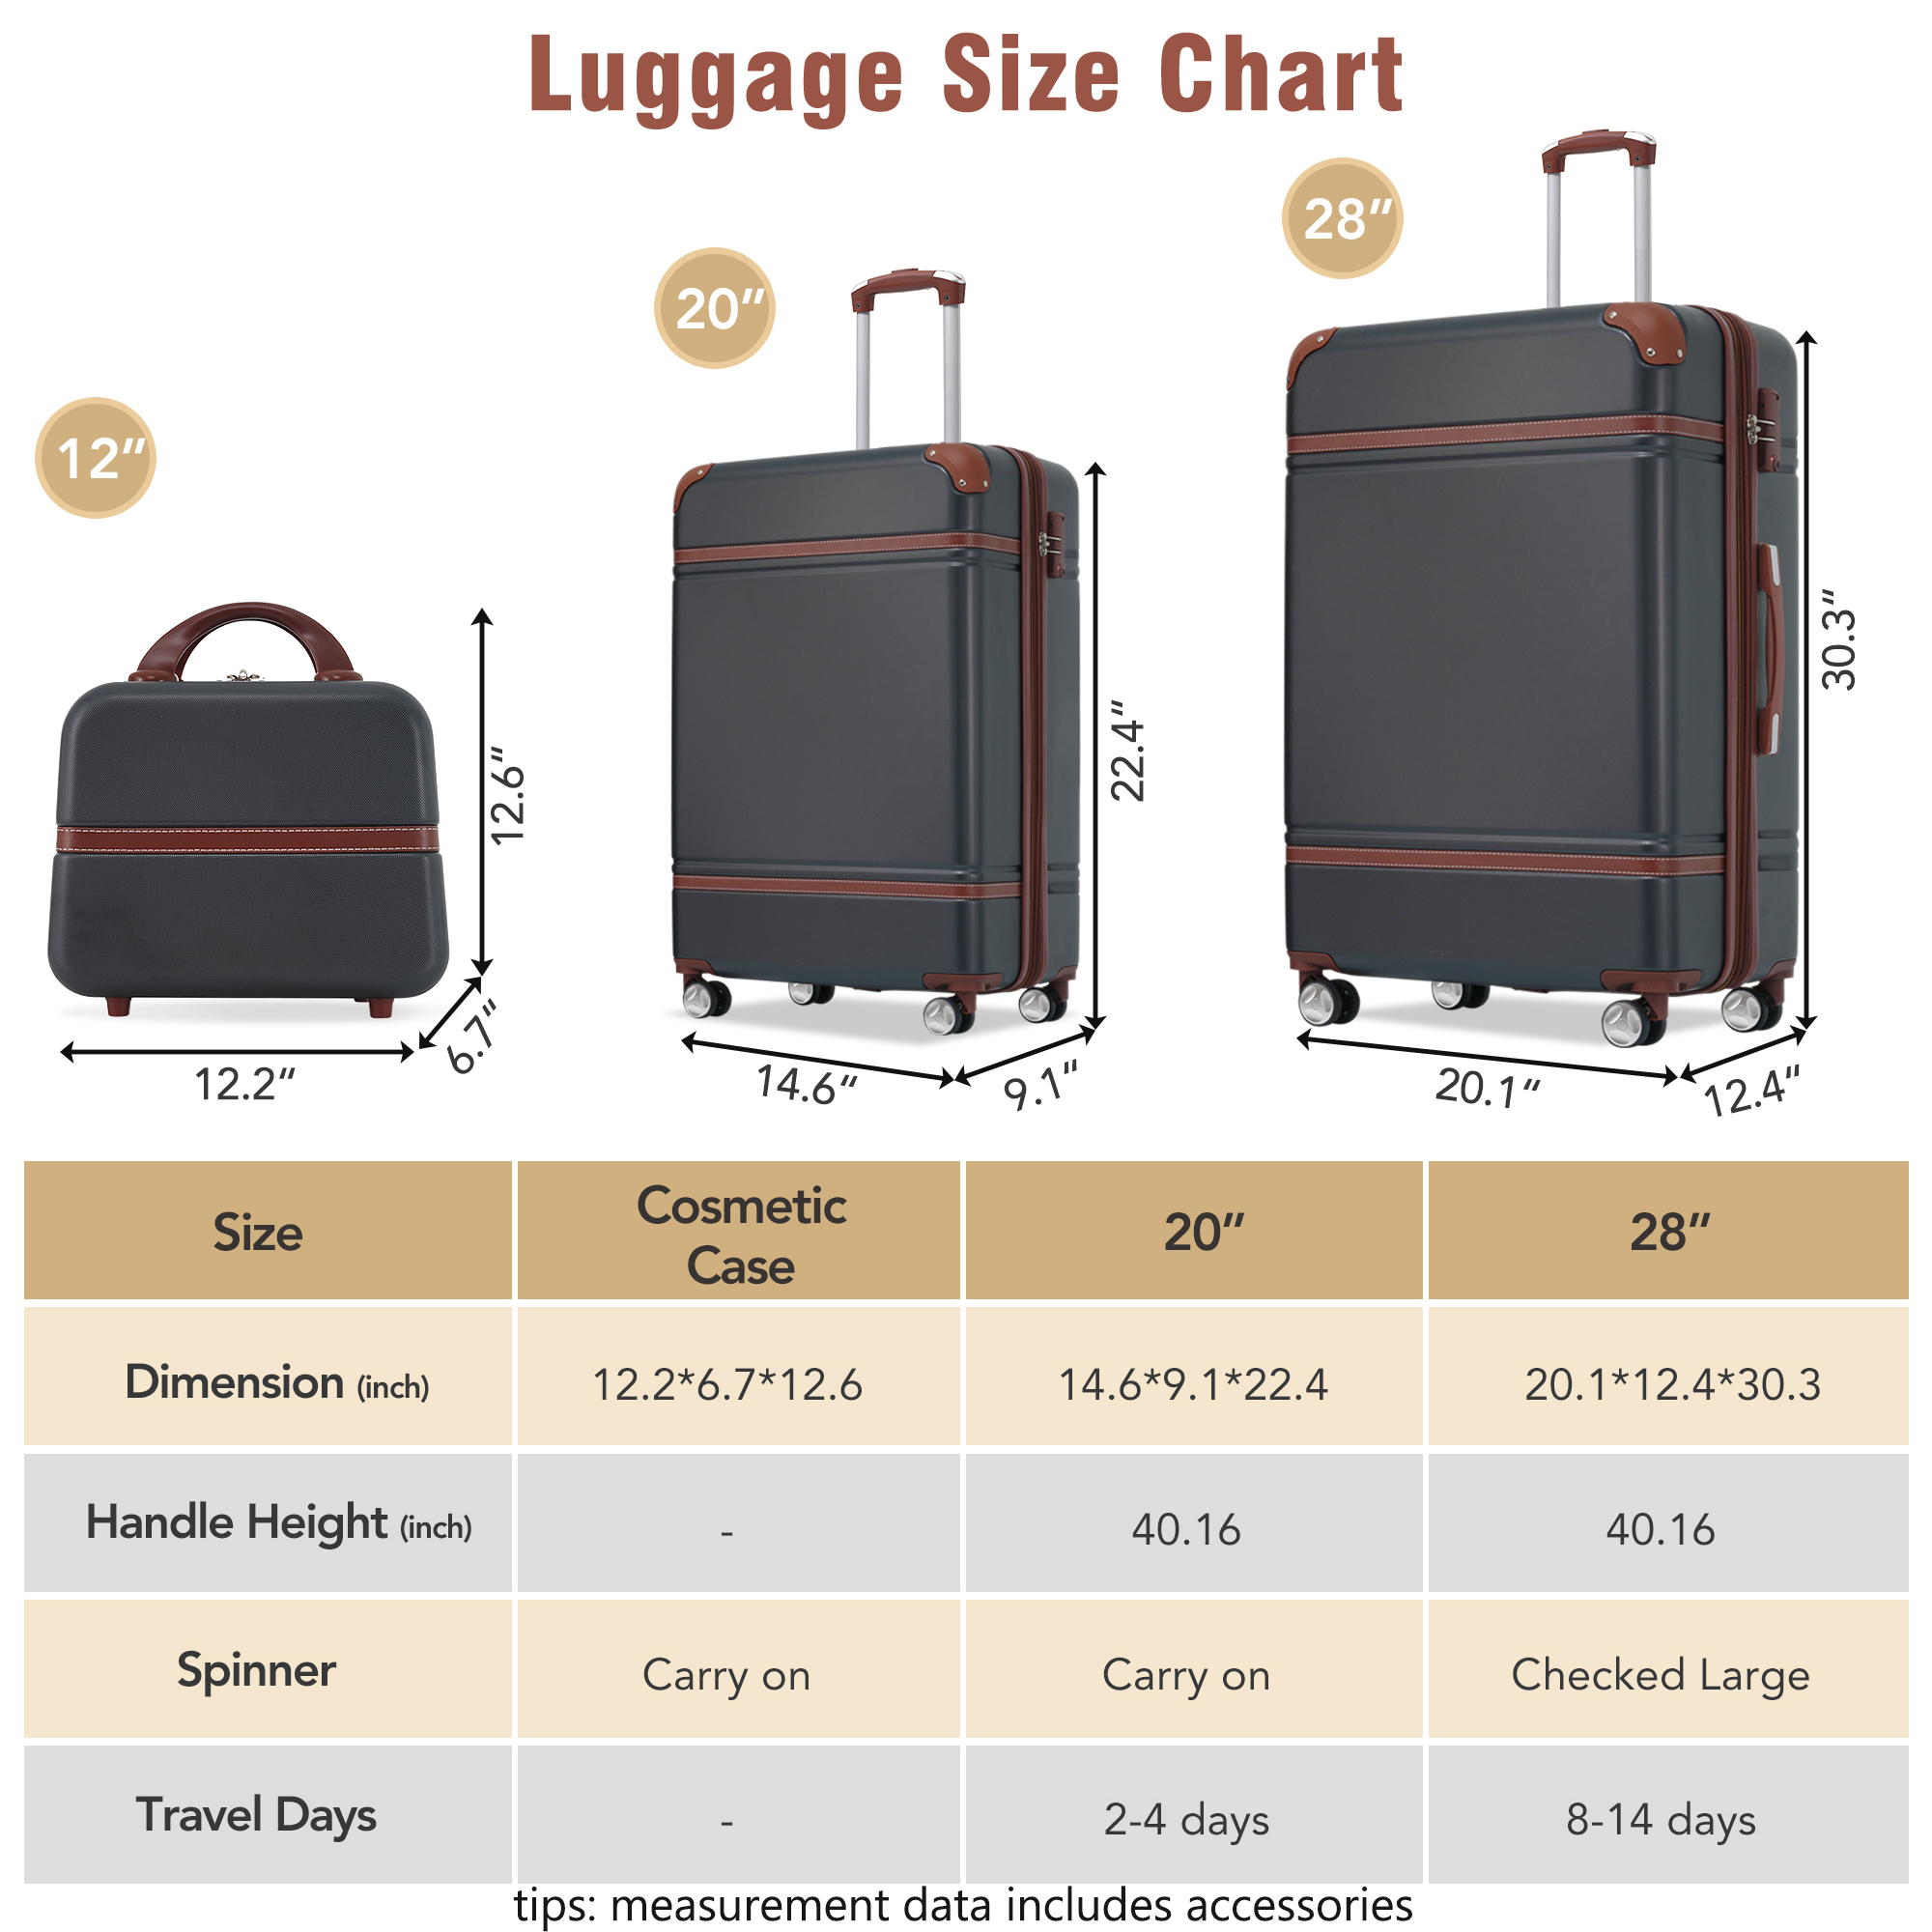 Luggage Size Chart
28”
20”
12”
30.3”
22.4”
12.6”
6.7”
12.2”
14.6”
9.1”
20.1”
12.4”
Size
Cosmetic
Case
20”
28”
Dimension (inch)
12.2*6.7*12.6
14.6*9.1*22.4
20.1*12.4*30.3
Handle Height (inch)
-
40.16
40.16
Spinner
Carry on
Carry on
Checked Large
Travel Days
-
2-4 days
8-14 days
tips: measurement data includes accessories